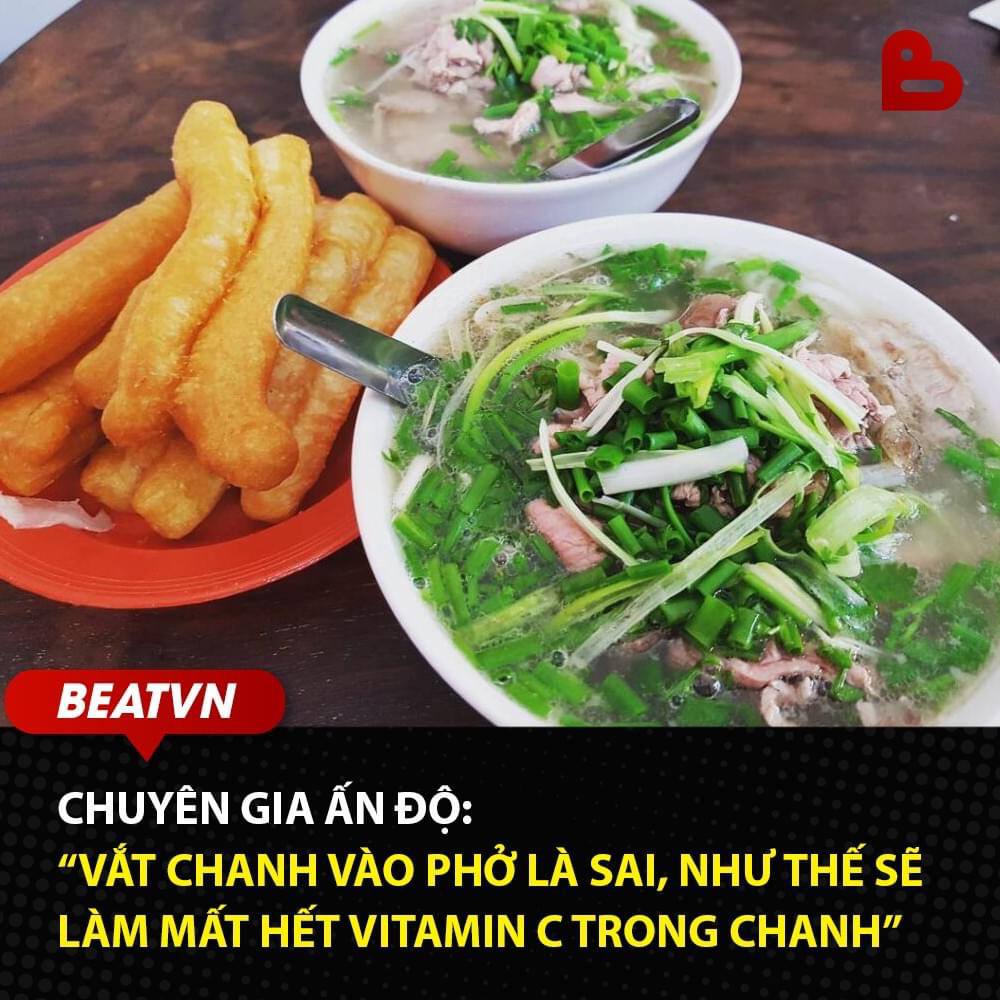 BEATVN
CHUYÊN GIA ẤN ĐỘ:
“VẮT CHANH VÀO PHỞ LÀ SAI, NHƯ THẾ SẼ
LÀM MẤT HẾT VITAMIN C TRONG CHANH”